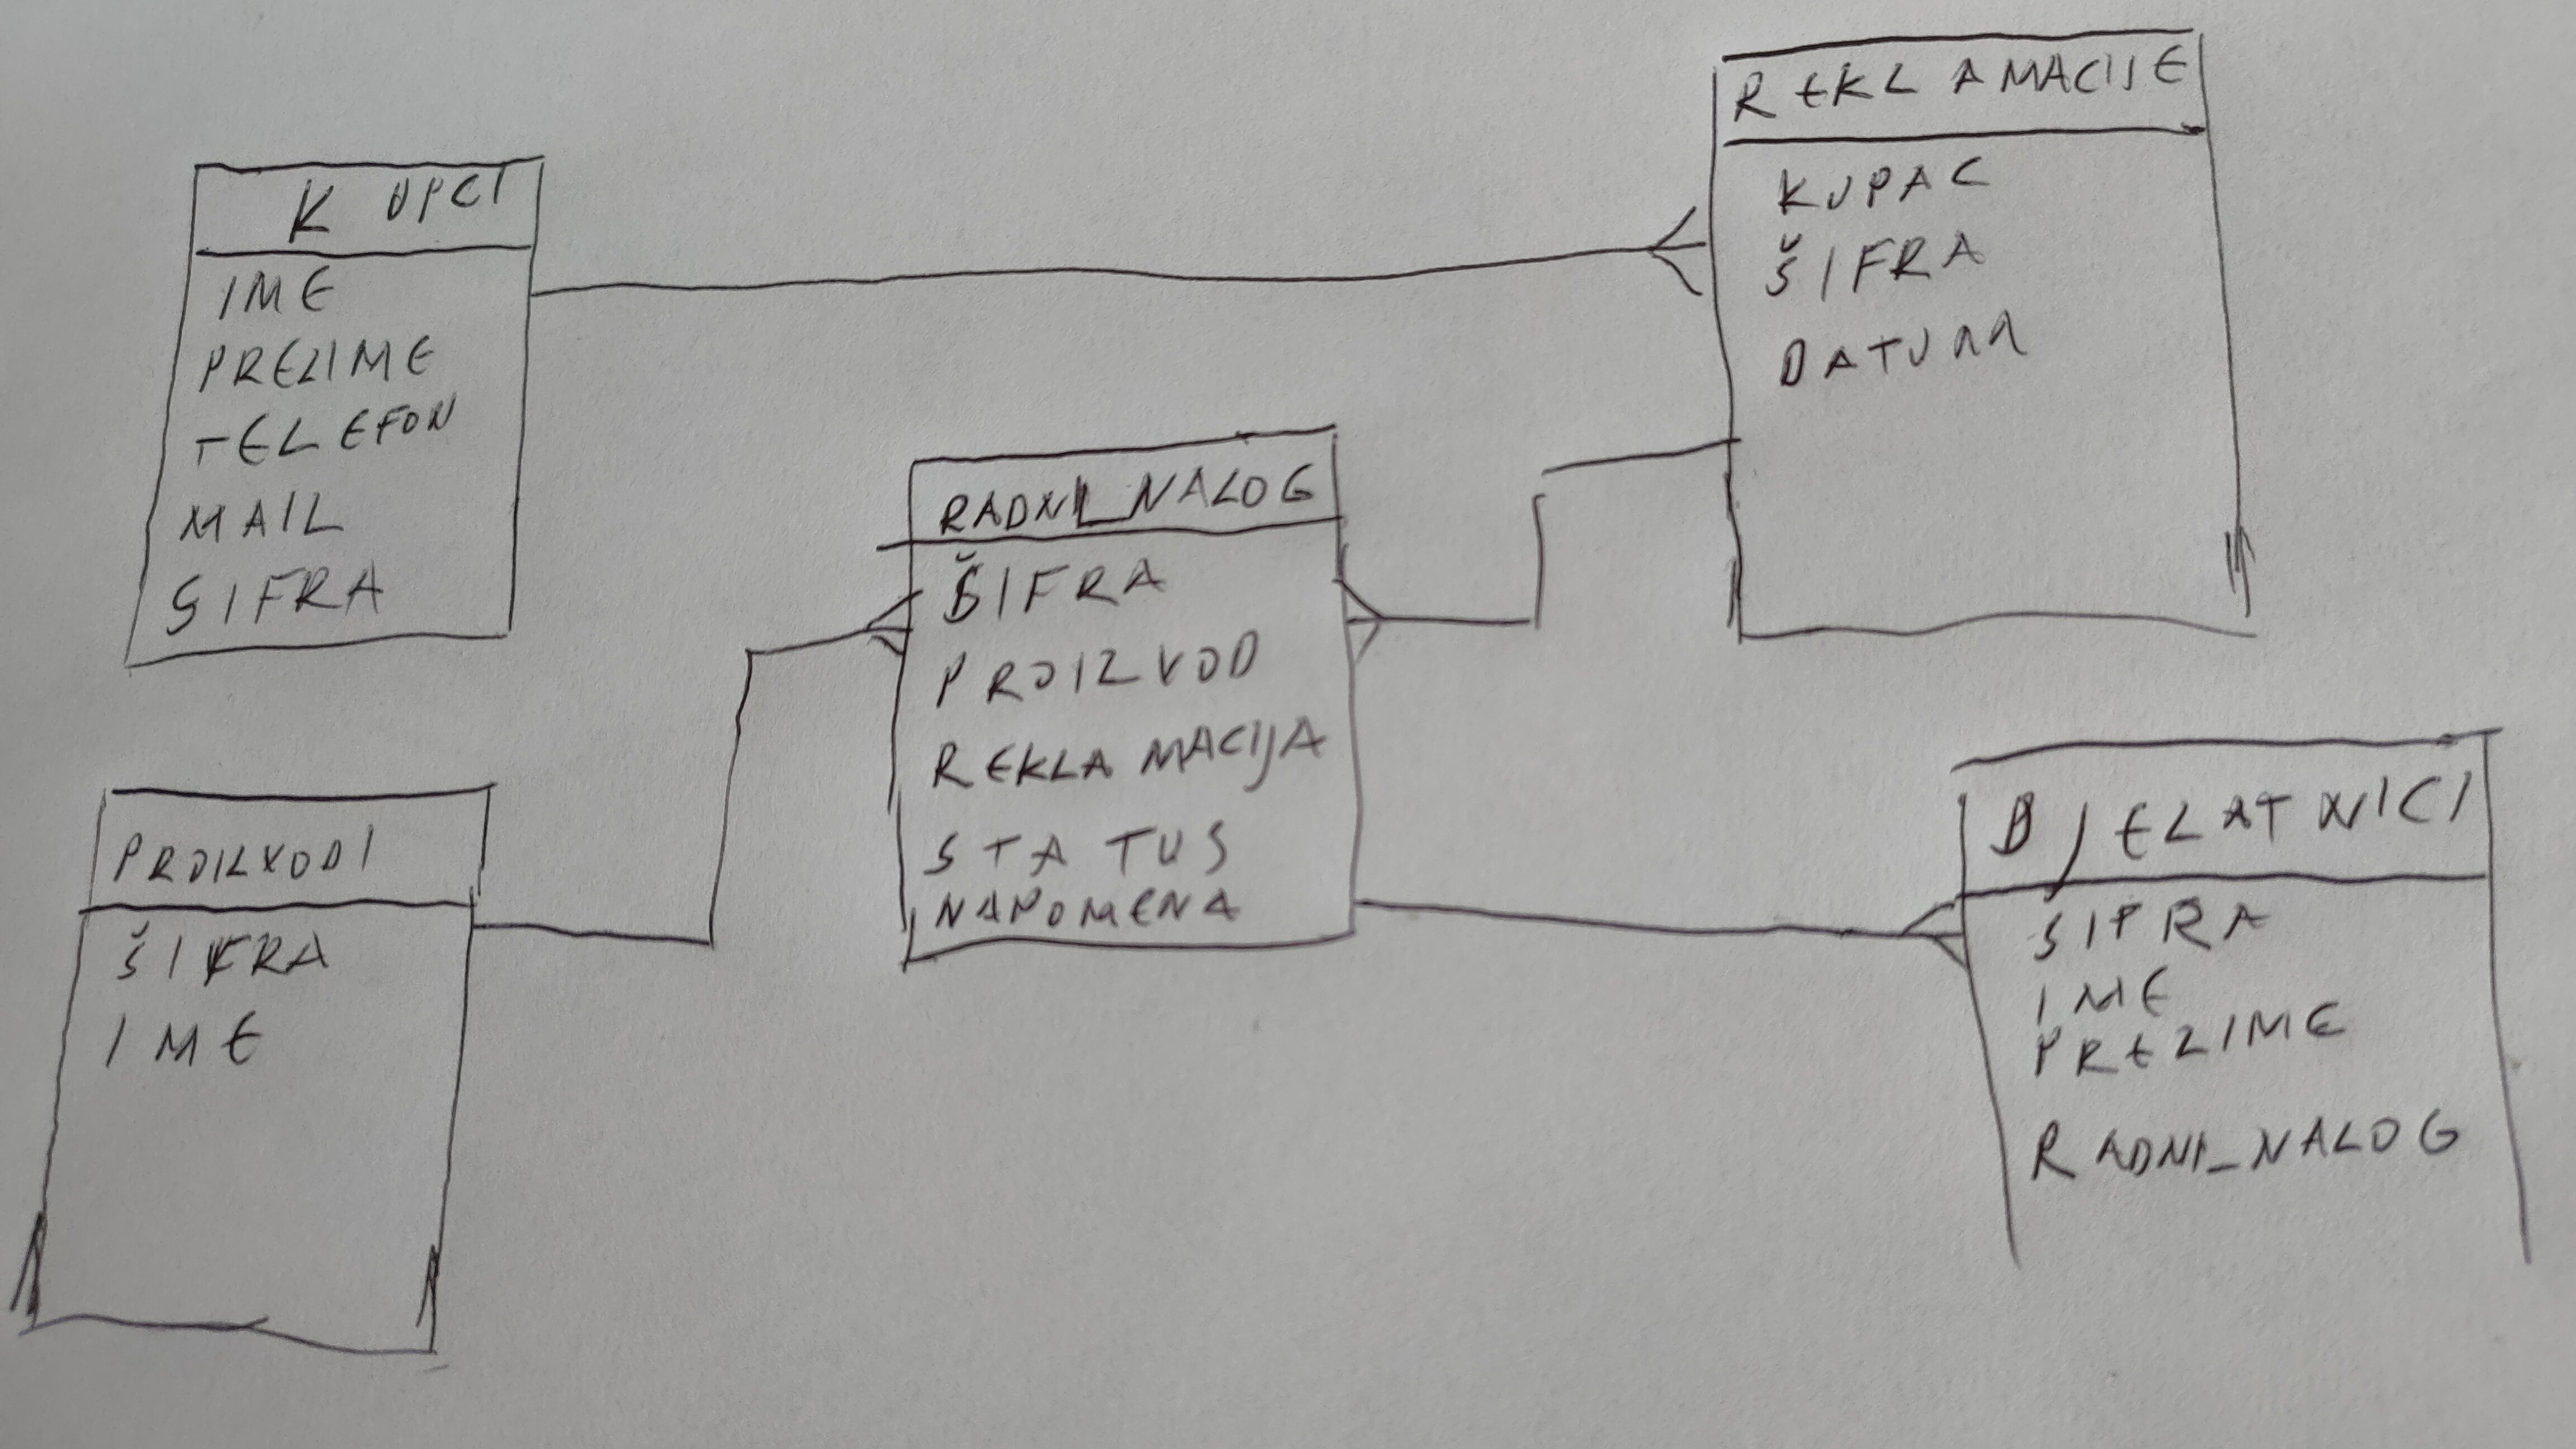 KUPCI
IME
PREZIME
TELEFON
MAIL
SIFRA
REKLAMACIJE
KUPAC
ŠIFRA
DATUM
RADNI_NALOG
ŠIFRA
PROIZVOD
REKLAMACIJA
STATUS
NAPOMENA
PROIZVODI
ŠIFRA
IME
DJELATNICI
SIFRA
IME
PREZIME
RADNI_NALOG